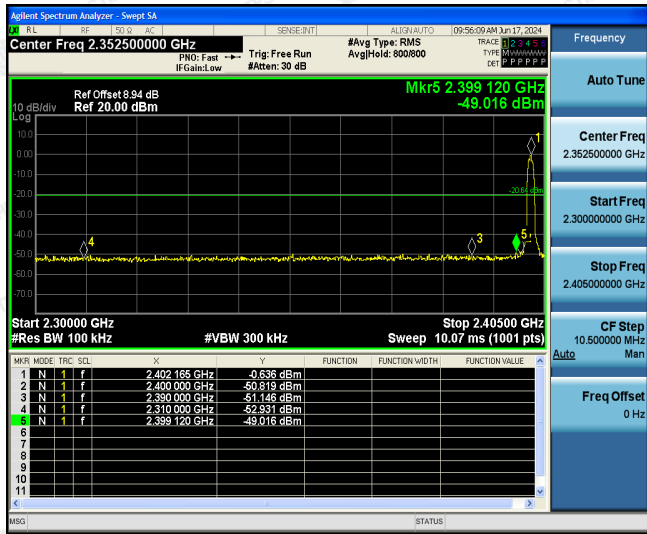 Agilent Spectrum Analyzer - Swept SA
RL RF 50 Ω AC SENSE:INT ALIGNAUTO 09:56:09 AM Jun 17, 2024
Center Freq 2.352500000 GHz
PNO: Fast
IFGain:Low
Trig: Free Run
#Atten: 30 dB
#Avg Type: RMS
Avg|Hold: 800/800
TRACE 1 2 3 4 5 6
TYPE M
DET P P P P P P
Mkr5 2.399 120 GHz
-49.016 dBm
Ref Offset 8.94 dB
10 dB/div Ref 20.00 dBm
Log
10.0
0.00
-10.0
-20.0
-30.0
-40.0
-50.0
-60.0
-70.0
-20.64 dBm
1
3
4
5
Start 2.30000 GHz Stop 2.40500 GHz
#Res BW 100 kHz #VBW 300 kHz Sweep 10.07 ms (1001 pts)
MKR MODE TRC SCL X Y FUNCTION FUNCTION WIDTH FUNCTION VALUE
1 N 1 f 2.402 165 GHz -0.636 dBm
2 N 1 f 2.400 000 GHz -50.819 dBm
3 N 1 f 2.390 000 GHz -51.146 dBm
4 N 1 f 2.310 000 GHz -52.931 dBm
5 N 1 f 2.399 120 GHz -49.016 dBm
6
7
8
9
10
11
MSG STATUS
Frequency
Auto Tune
Center Freq
2.352500000 GHz
Start Freq
2.300000000 GHz
Stop Freq
2.405000000 GHz
CF Step
10.500000 MHz
Auto Man
Freq Offset
0 Hz